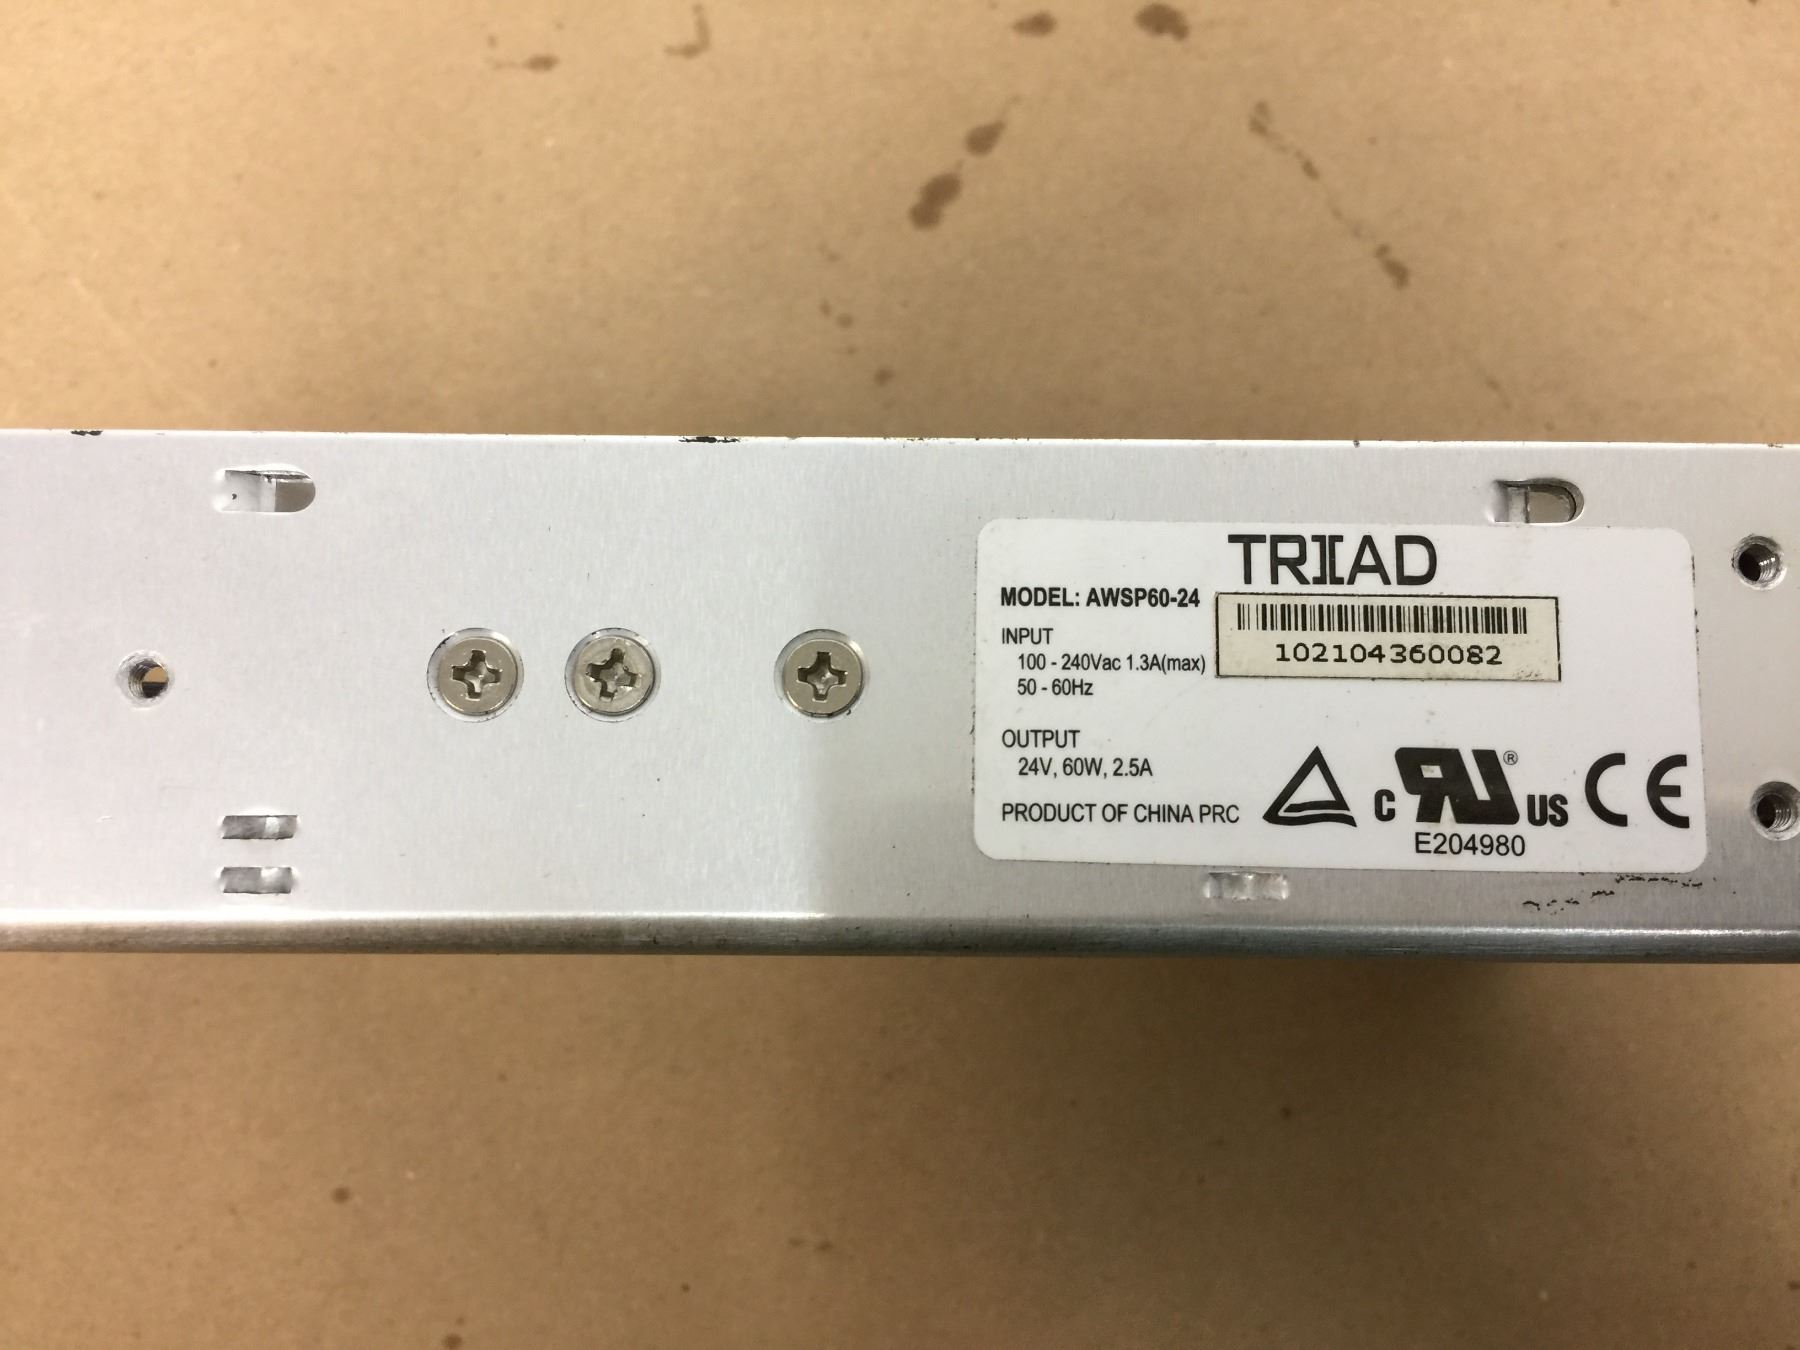 TRIAD
MODEL: AWSP60-24
INPUT
100 - 240Vac 1.3A(max)
50 - 60Hz
102104360082
OUTPUT
24V, 60W, 2.5A
PRODUCT OF CHINA PRC
C RU ® US CE
E204980